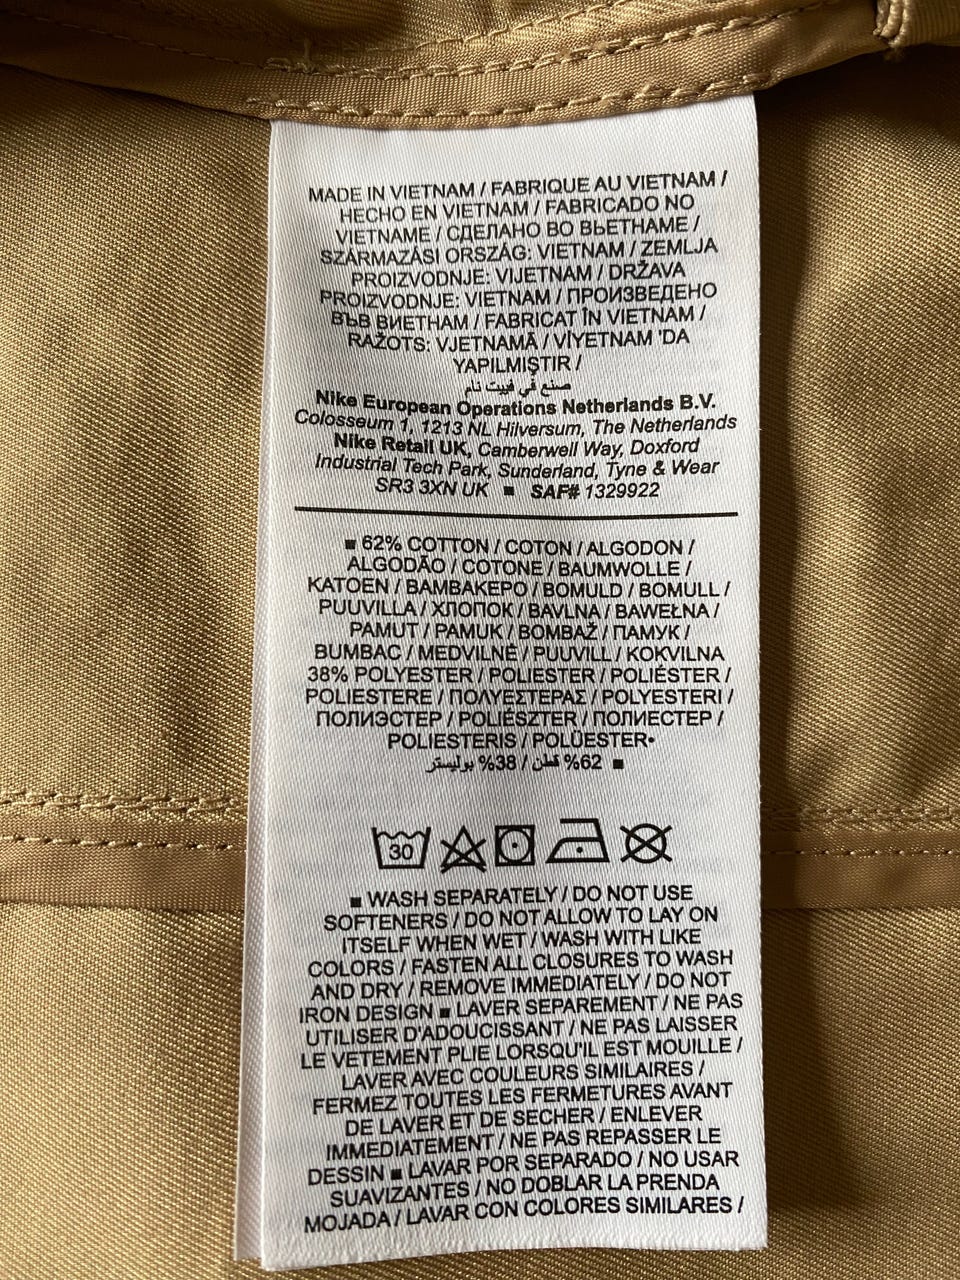 MADE IN VIETNAM / FABRIQUE AU VIETNAM /
HECHO EN VIETNAM / FABRICADO NO
VIETNAME / СДЕЛАНО ВО ВЬЕТНАМЕ /
SZÁRMAZÁSI ORSZÁG: VIETNAM / ZEMLJA
PROIZVODNJE: VIJETNAM / DRŽAVA
PROIZVODNJE: VIETNAM / ПРОИЗВЕДЕНО
ВЪВ ВИЕТНАМ / FABRICAT ÎN VIETNAM /
RAŽOTS: VJETNAMĀ / VİYETNAM 'DA
YAPILMIŞTIR /
صنع في فييت نام
Nike European Operations Netherlands B.V.
Colosseum 1, 1213 NL Hilversum, The Netherlands
Nike Retail UK, Camberwell Way, Doxford
Industrial Tech Park, Sunderland, Tyne & Wear
SR3 3XN UK ■ SAF# 1329922
■ 62% COTTON / COTON / ALGODON /
ALGODÃO / COTONE / BAUMWOLLE /
KATOEN / ΒΑΜΒΑΚΕΡΟ / BOMULD / BOMULL /
PUUVILLA / ХЛОПОК / BAVLNA / BAWEŁNA /
PAMUT / PAMUK / BOMBAŽ / ПАМУК /
BUMBAC / MEDVILNĖ / PUUVILL / KOKVILNA
38% POLYESTER / POLIESTER / POLIÉSTER /
POLIESTERE / ΠΟΛΥΕΣΤΕΡΑΣ / POLYESTERI /
ПОЛИЭСТЕР / POLIÉSZTER / ПОЛИЕСТЕР /
POLIESTERIS / POLÜESTER•
■ 62% قطن / 38% بوليستر
30
■ WASH SEPARATELY / DO NOT USE
SOFTENERS / DO NOT ALLOW TO LAY ON
ITSELF WHEN WET / WASH WITH LIKE
COLORS / FASTEN ALL CLOSURES TO WASH
AND DRY / REMOVE IMMEDIATELY / DO NOT
IRON DESIGN ■ LAVER SEPAREMENT / NE PAS
UTILISER D'ADOUCISSANT / NE PAS LAISSER
LE VETEMENT PLIE LORSQU'IL EST MOUILLE /
LAVER AVEC COULEURS SIMILAIRES /
FERMEZ TOUTES LES FERMETURES AVANT
DE LAVER ET DE SECHER / ENLEVER
IMMEDIATEMENT / NE PAS REPASSER LE
DESSIN ■ LAVAR POR SEPARADO / NO USAR
SUAVIZANTES / NO DOBLAR LA PRENDA
MOJADA / LAVAR CON COLORES SIMILARES /